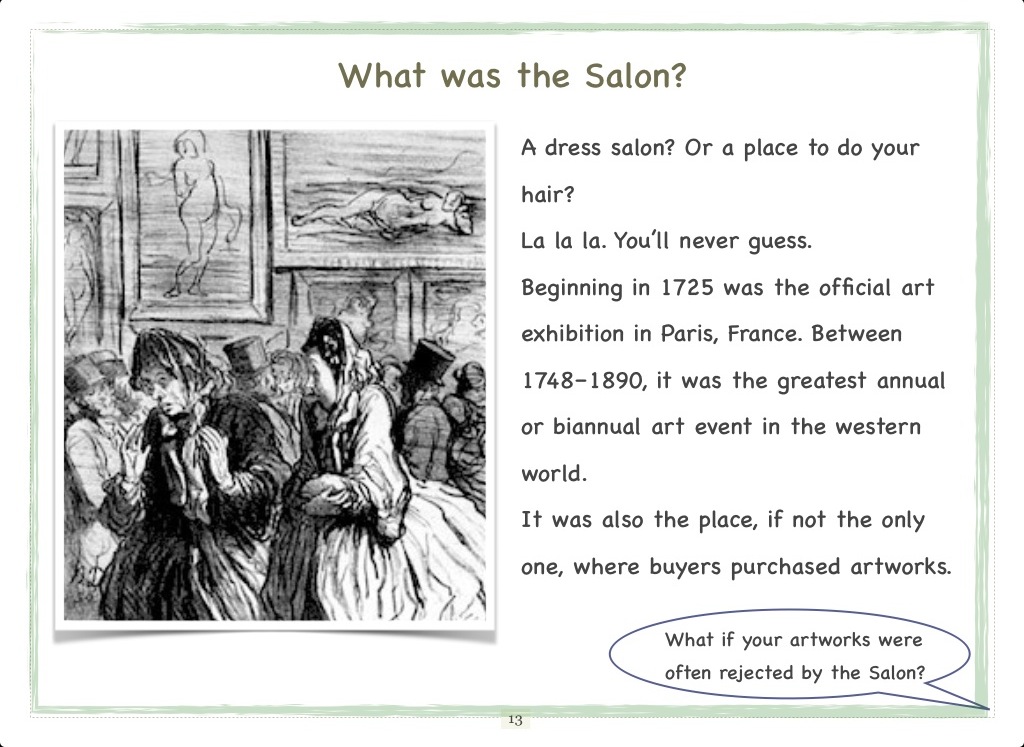 What was the Salon?
A dress salon? Or a place to do your
hair?
La la la. You'll never guess.
Beginning in 1725 was the official art
exhibition in Paris, France. Between
1748–1890, it was the greatest annual
or biannual art event in the western
world.
It was also the place, if not the only
one, where buyers purchased artworks.
What if your artworks were
often rejected by the Salon?
13